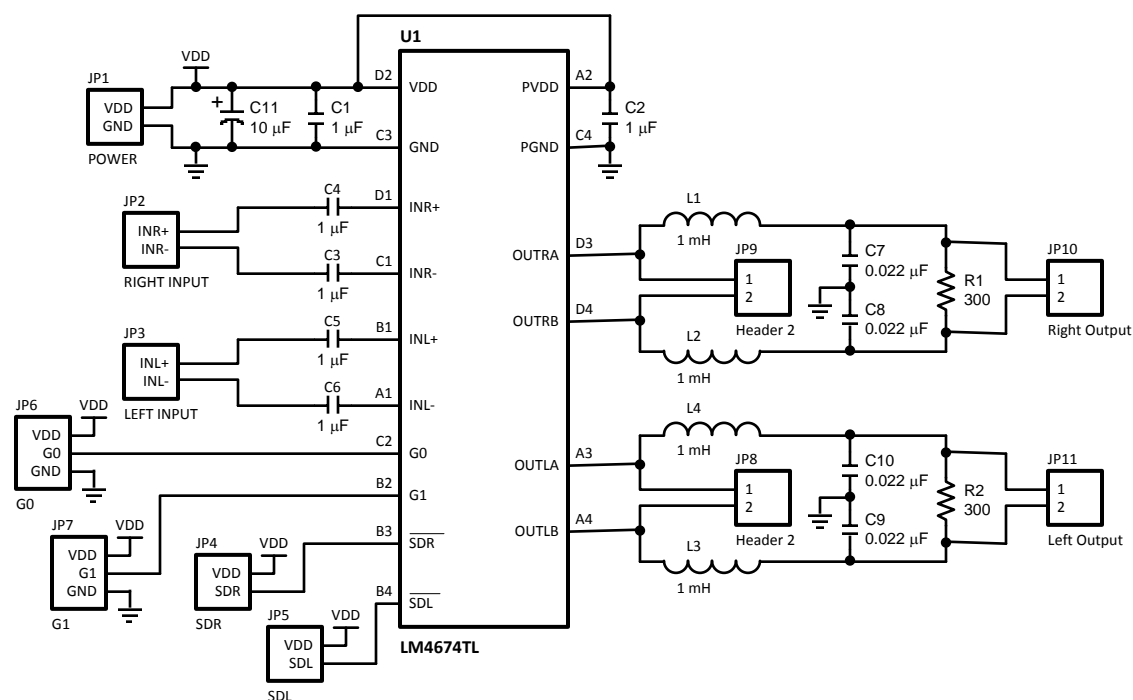 U1
LM4674TL
JP1
VDD
GND
POWER
VDD
+
C11
10 μF
C1
1 μF
D2
VDD
C3
GND
PVDD
A2
PGND
C4
C2
1 μF
JP2
INR+
INR-
RIGHT INPUT
C4
1 μF
D1
INR+
C3
1 μF
C1
INR-
JP3
INL+
INL-
LEFT INPUT
C5
1 μF
B1
INL+
C6
1 μF
A1
INL-
JP6
VDD
VDD
G0
GND
G0
C2
G0
JP7
VDD
VDD
G1
GND
G1
B2
G1
JP4
VDD
VDD
SDR
SDR
B3
SDR
JP5
VDD
VDD
SDL
SDL
B4
SDL
OUTRA
D3
OUTRB
D4
L1
1 mH
JP9
1
2
Header 2
L2
1 mH
C7
0.022 μF
C8
0.022 μF
R1
300
JP10
1
2
Right Output
OUTLA
A3
OUTLB
A4
L4
1 mH
JP8
1
2
Header 2
L3
1 mH
C10
0.022 μF
C9
0.022 μF
R2
300
JP11
1
2
Left Output